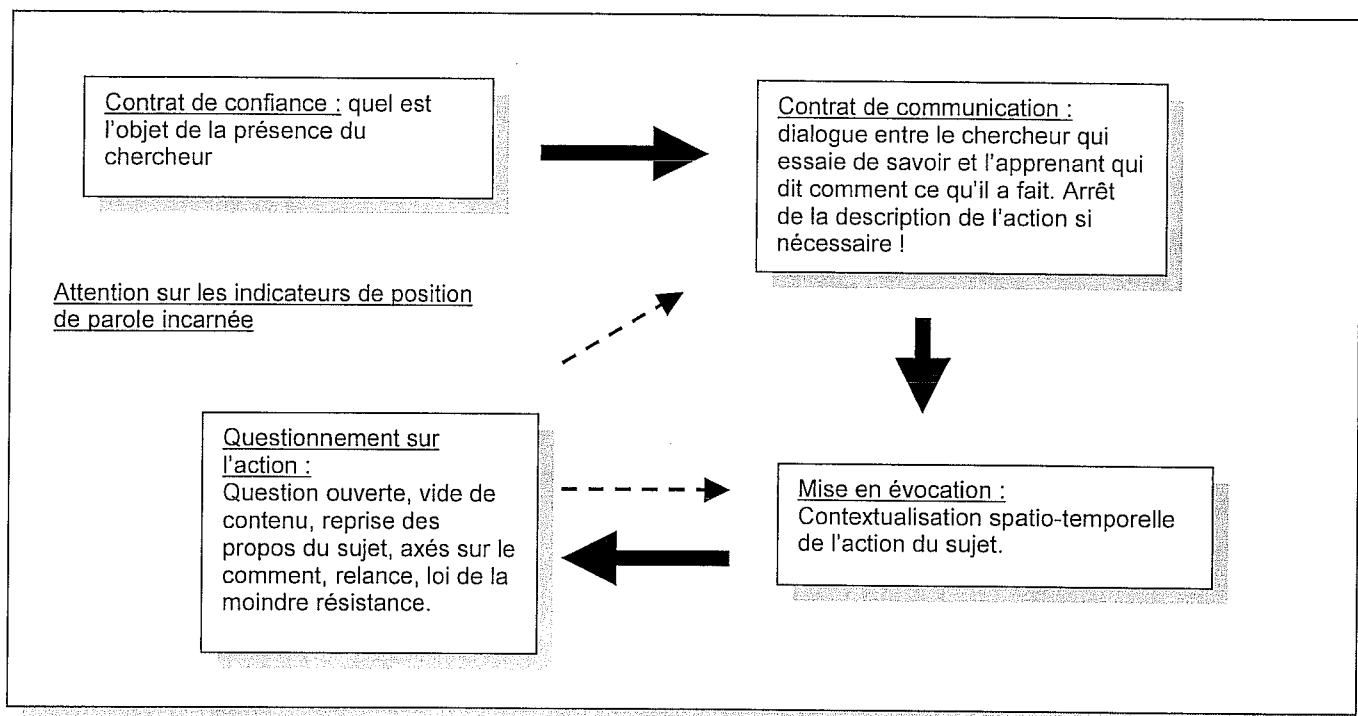 Contrat de confiance : quel est
l'objet de la présence du
chercheur
Contrat de communication :
dialogue entre le chercheur qui
essaie de savoir et l'apprenant qui
dit comment ce qu'il a fait. Arrêt
de la description de l'action si
nécessaire !
Attention sur les indicateurs de position
de parole incarnée
Questionnement sur
l'action :
Question ouverte, vide de
contenu, reprise des
propos du sujet, axés sur le
comment, relance, loi de la
moindre résistance.
Mise en évocation :
Contextualisation spatio-temporelle
de l'action du sujet.